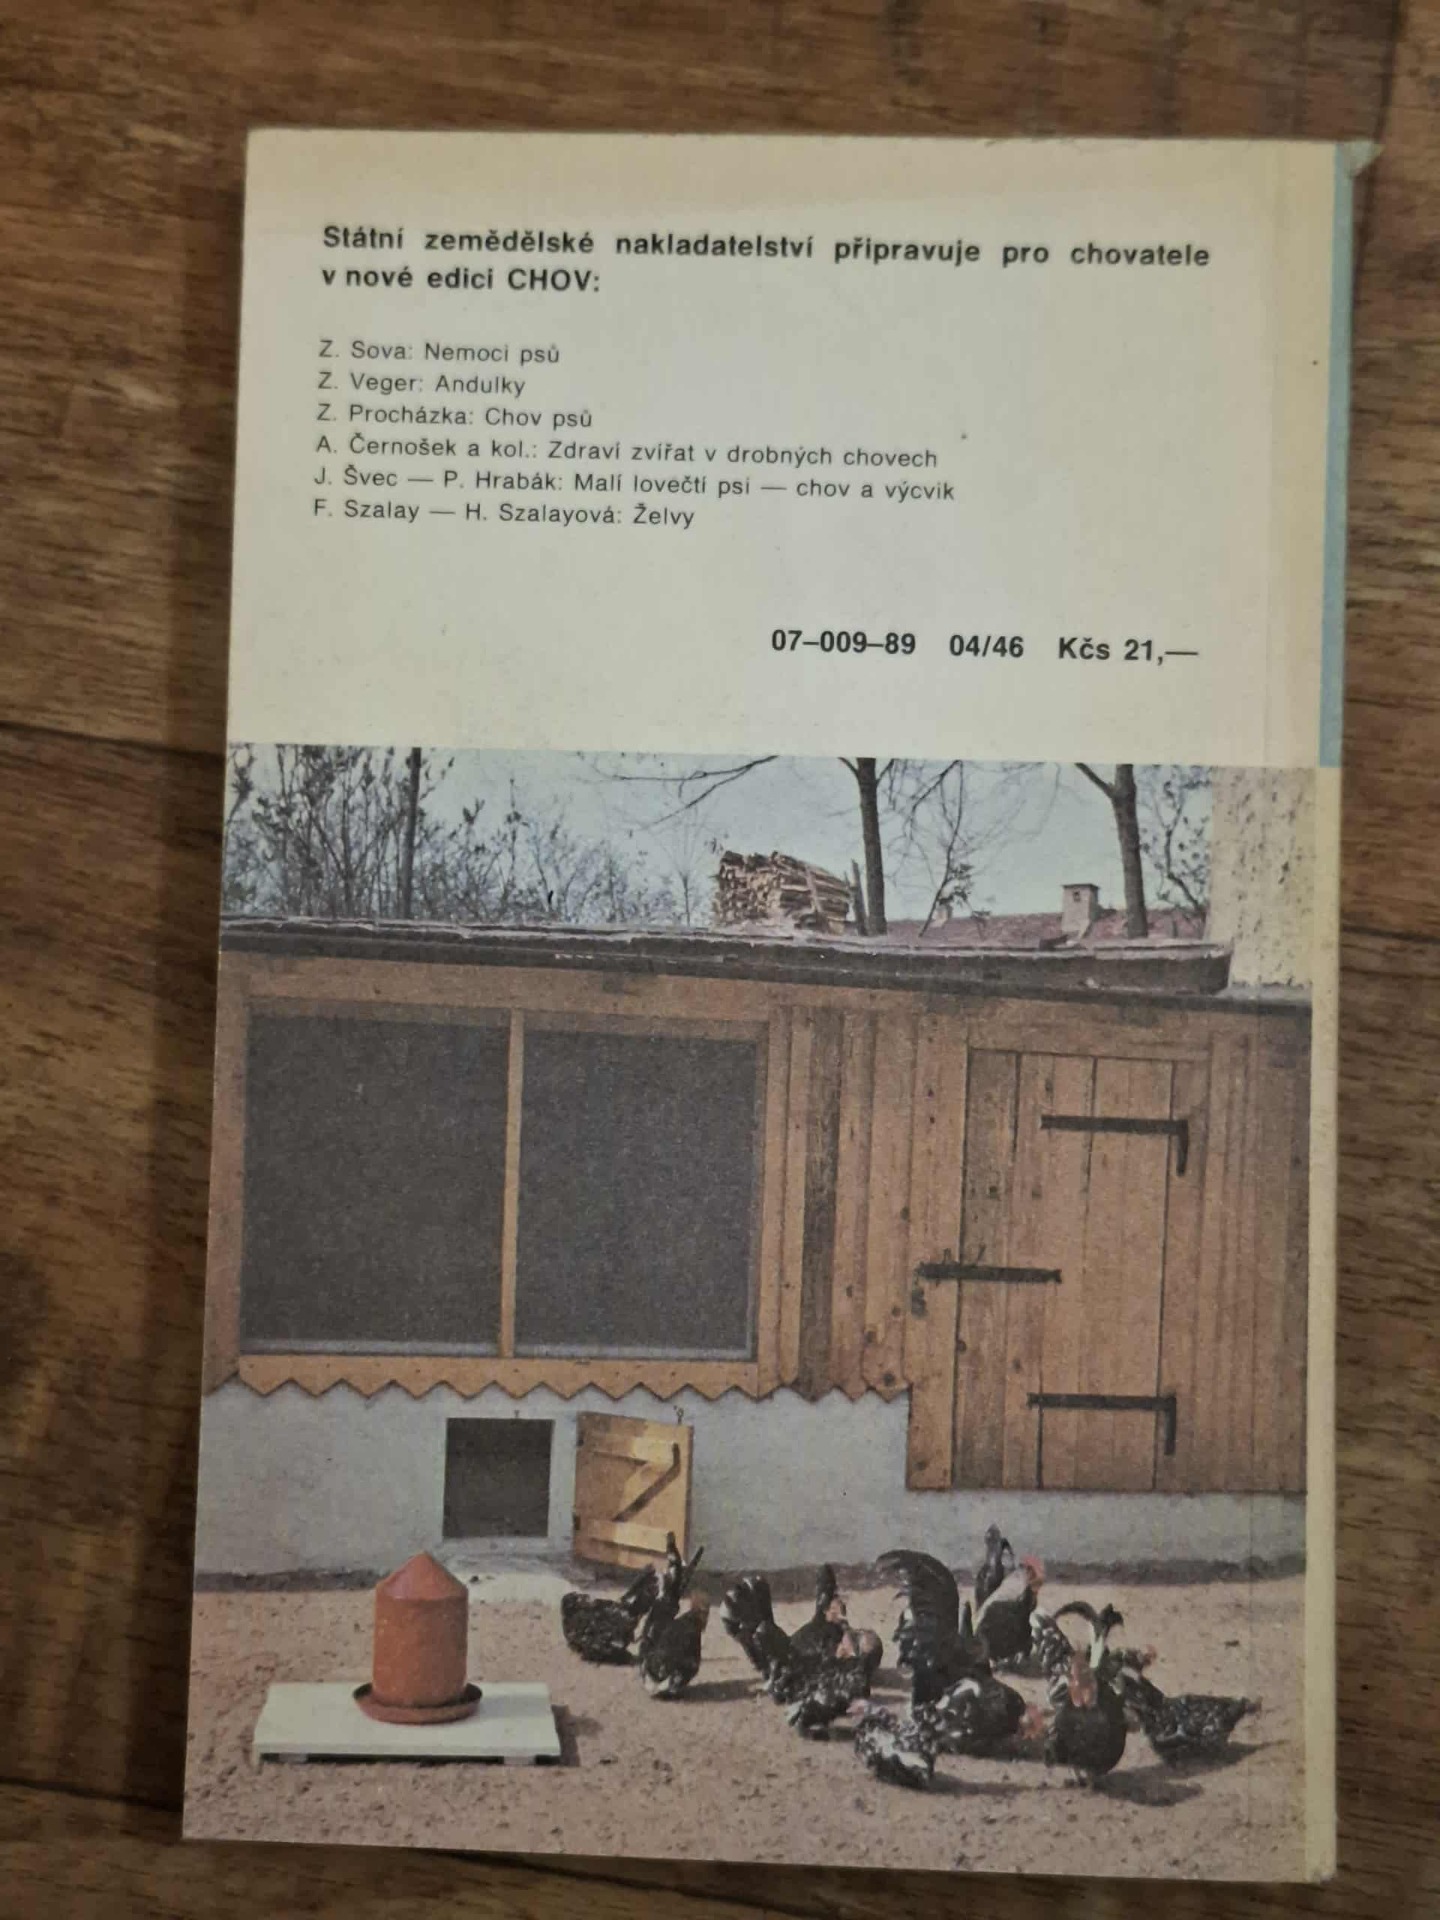 Státní zemědělské nakladatelství připravuje pro chovatele
v nové edici CHOV:
Z. Sova: Nemoci psů
Z. Veger: Andulky
Z. Procházka: Chov psů
A. Černošek a kol.: Zdraví zvířat v drobných chovech
J. Švec — P. Hrabák: Malí lovečtí psi — chov a výcvik
F. Szalay — H. Szalayová: Želvy
07–009–89 04/46 Kčs 21,—